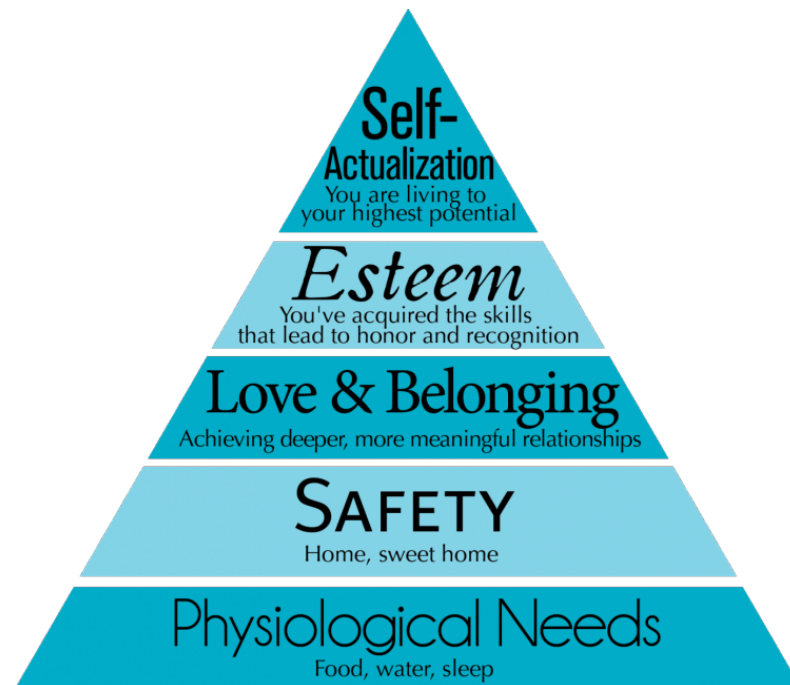 Self-
Actualization
You are living to
your highest potential
Esteem
You've acquired the skills
that lead to honor and recognition
Love & Belonging
Achieving deeper, more meaningful relationships
SAFETY
Home, sweet home
Physiological Needs
Food, water, sleep